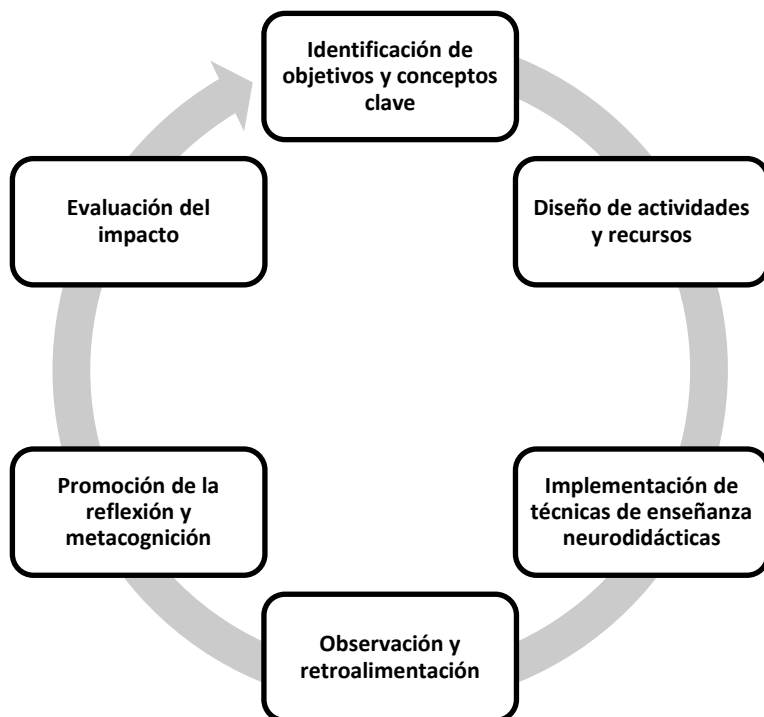 Identificación de
objetivos y conceptos
clave
Diseño de actividades
y recursos
Implementación de
técnicas de enseñanza
neurodidácticas
Observación y
retroalimentación
Promoción de la
reflexión y
metacognición
Evaluación del
impacto